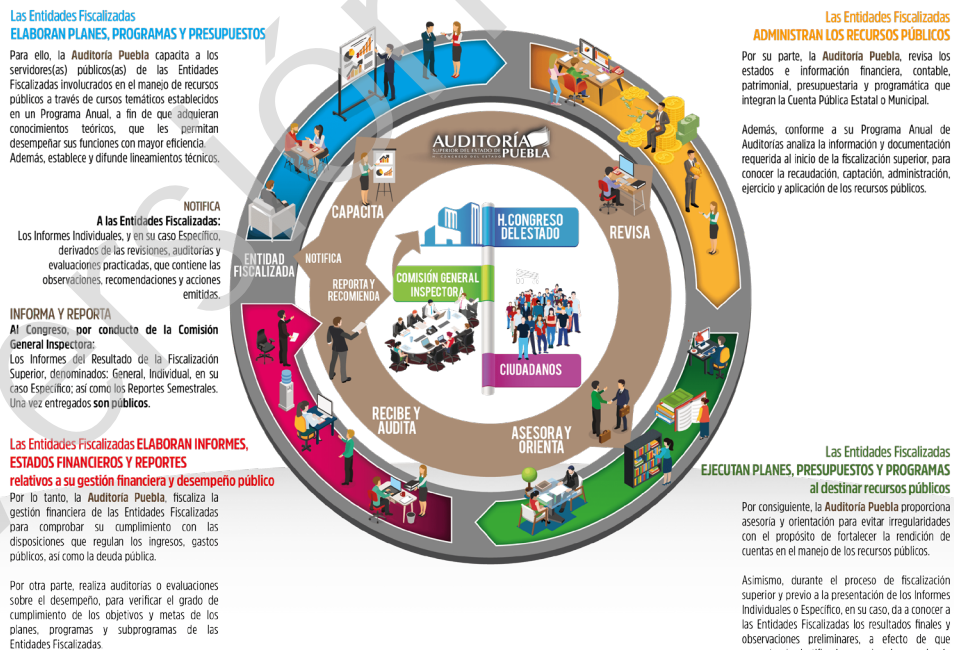 Las Entidades Fiscalizadas
ELABORAN PLANES, PROGRAMAS Y PRESUPUESTOS
Para ello, la Auditoría Puebla capacita a los
servidores(as) públicos(as) de las Entidades
Fiscalizadas involucrados en el manejo de recursos
públicos a través de cursos temáticos establecidos
en un Programa Anual, a fin de que adquieran
conocimientos teóricos, que les permitan
desempeñar sus funciones con mayor eficiencia.
Además, establece y difunde lineamientos técnicos.
NOTIFICA
A las Entidades Fiscalizadas:
Los Informes Individuales, y en su caso Específico,
derivados de las revisiones, auditorías y
evaluaciones practicadas, que contiene las
observaciones, recomendaciones y acciones
emitidas.
INFORMA Y REPORTA
Al Congreso, por conducto de la Comisión
General Inspectora:
Los Informes del Resultado de la Fiscalización
Superior, denominados: General, Individual, en su
caso Específico; así como los Reportes Semestrales.
Una vez entregados son públicos.
Las Entidades Fiscalizadas ELABORAN INFORMES,
ESTADOS FINANCIEROS Y REPORTES
relativos a su gestión financiera y desempeño público
Por lo tanto, la Auditoría Puebla, fiscaliza la
gestión financiera de las Entidades Fiscalizadas
para comprobar su cumplimiento con las
disposiciones que regulan los ingresos, gastos
públicos, así como la deuda pública.
Por otra parte, realiza auditorías o evaluaciones
sobre el desempeño, para verificar el grado de
cumplimiento de los objetivos y metas de los
planes, programas y subprogramas de las
Entidades Fiscalizadas
AUDITORÍA
SUPERIOR DEL ESTADO DE PUEBLA
H. CONGRESO DEL ESTADO
CAPACITA
REVISA
ENTIDAD
FISCALIZADA
NOTIFICA
REPORTA Y
RECOMIENDA
H. CONGRESO
DEL ESTADO
COMISIÓN GENERAL
INSPECTORA
CIUDADANOS
RECIBE Y
AUDITA
ASESORA Y
ORIENTA
Las Entidades Fiscalizadas
ADMINISTRAN LOS RECURSOS PÚBLICOS
Por su parte, la Auditoría Puebla, revisa los
estados e información financiera, contable,
patrimonial, presupuestaria y programática que
integran la Cuenta Pública Estatal o Municipal.
Además, conforme a su Programa Anual de
Auditorías analiza la información y documentación
requerida al inicio de la fiscalización superior, para
conocer la recaudación, captación, administración,
ejercicio y aplicación de los recursos públicos.
Las Entidades Fiscalizadas
EJECUTAN PLANES, PRESUPUESTOS Y PROGRAMAS
al destinar recursos públicos
Por consiguiente, la Auditoría Puebla proporciona
asesoría y orientación para evitar irregularidades
con el propósito de fortalecer la rendición de
cuentas en el manejo de los recursos públicos.
Asimismo, durante el proceso de fiscalización
superior y previo a la presentación de los Informes
Individuales o Específico, en su caso, da a conocer a
las Entidades Fiscalizadas los resultados finales y
observaciones preliminares, a efecto de que